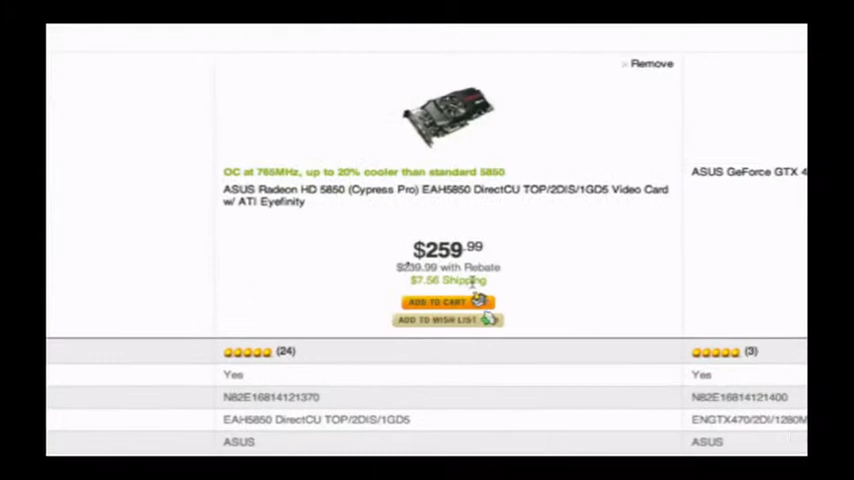 Remove
OC at 765MHz, up to 20% cooler than standard 5850
ASUS Radeon HD 5850 (Cypress Pro) EAH5850 DirectCU TOP/2DIS/1GD5 Video Card
w/ ATI Eyefinity
ASUS GeForce GTX 4
$259.99
$239.99 with Rebate
$7.56 Shipping
ADD TO CART
ADD TO WISH LIST
(24)
(3)
Yes
Yes
N82E16814121370
N82E16814121400
EAH5850 DirectCU TOP/2DIS/1GD5
ENGTX470/2DI/1280M
ASUS
ASUS